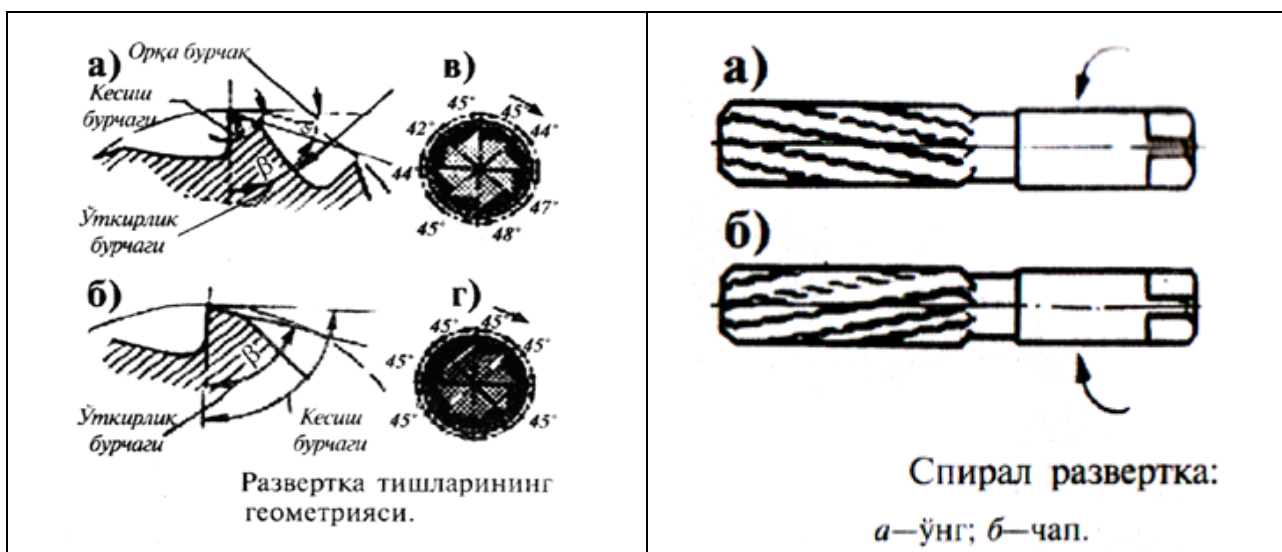 а)
Орқа бурчак
Кесиш
бурчаги
β
Ўткирлик
бурчаги
в)
45°
45°
42°
44°
44°
47°
45°
48°
б)
β
Ўткирлик
бурчаги
Кесиш
бурчаги
г)
45°
45°
45°
45°
45°
45°
45°
Развертка тишларининг
геометрияси.
а)
б)
Спирал развертка:
а—ўнг; б—чап.